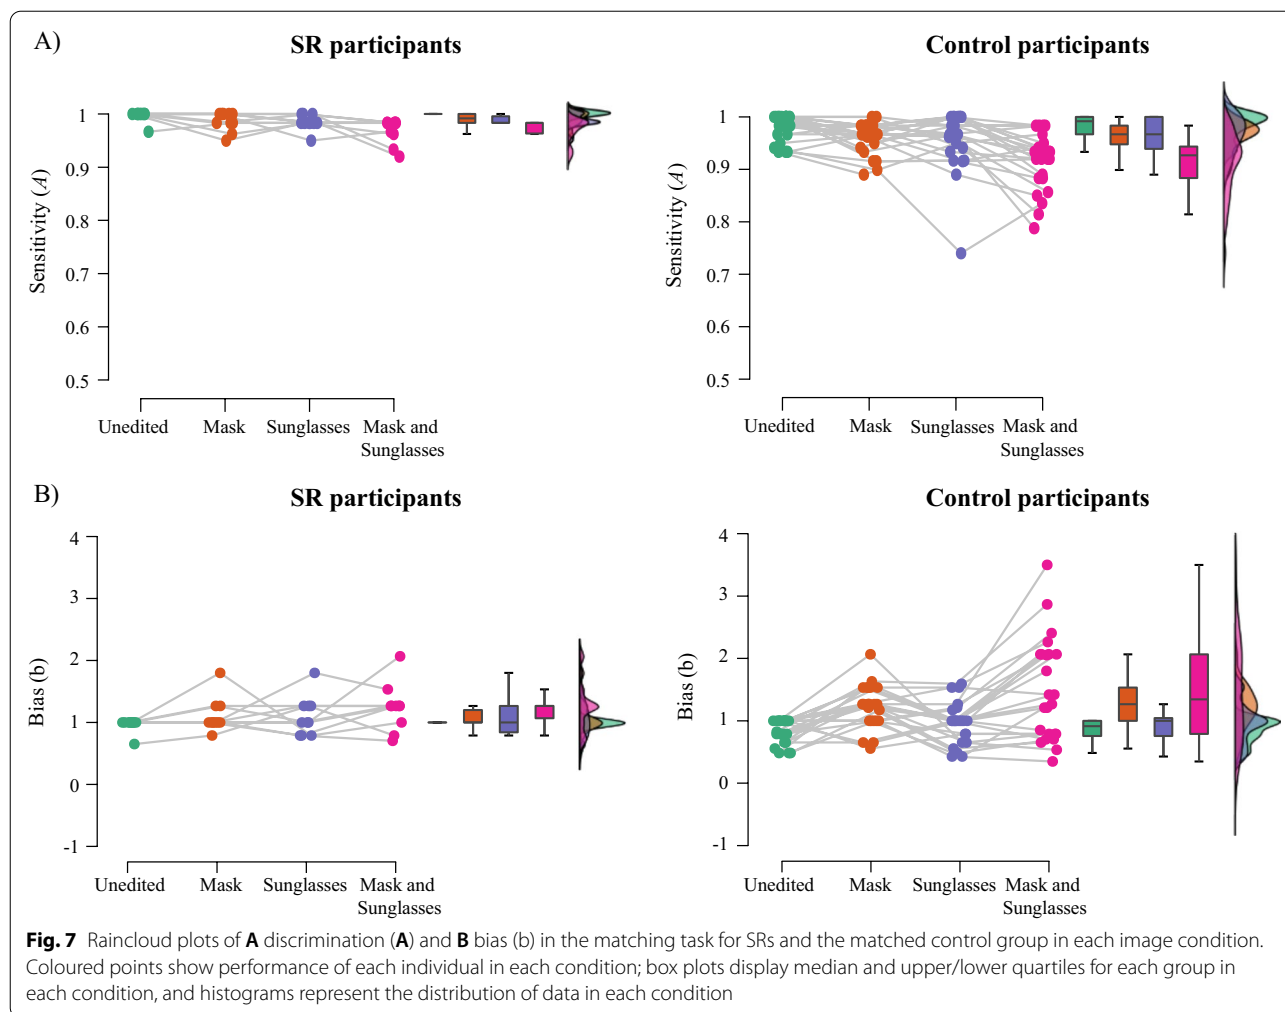 A)
SR participants
Control participants
Sensitivity (A)
1
0.9
0.8
0.7
0.6
0.5
Unedited Mask Sunglasses Mask and
Sunglasses
Sensitivity (A)
1
0.9
0.8
0.7
0.6
0.5
Unedited Mask Sunglasses Mask and
Sunglasses
B)
SR participants
Control participants
Bias (b)
4
3
2
1
0
-1
Unedited Mask Sunglasses Mask and
Sunglasses
Bias (b)
4
3
2
1
0
-1
Unedited Mask Sunglasses Mask and
Sunglasses
Fig. 7 Raincloud plots of A discrimination (A) and B bias (b) in the matching task for SRs and the matched control group in each image condition.
Coloured points show performance of each individual in each condition; box plots display median and upper/lower quartiles for each group in
each condition, and histograms represent the distribution of data in each condition